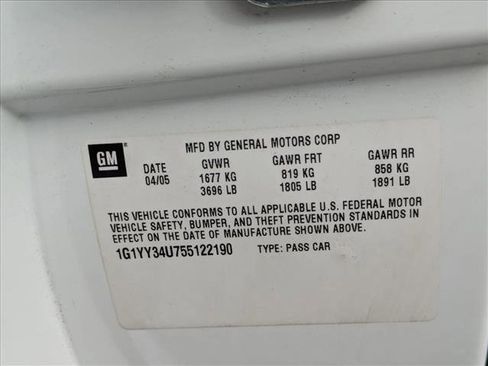 GM
MFD BY GENERAL MOTORS CORP
DATE GVWR GAWR FRT GAWR RR
04/05 1677 KG 819 KG 858 KG
3696 LB 1805 LB 1891 LB
THIS VEHICLE CONFORMS TO ALL APPLICABLE U.S. FEDERAL MOTOR
VEHICLE SAFETY, BUMPER, AND THEFT PREVENTION STANDARDS IN
EFFECT ON THE DATE OF MANUFACTURE SHOWN ABOVE.
1G1YY34U755122190 TYPE: PASS CAR